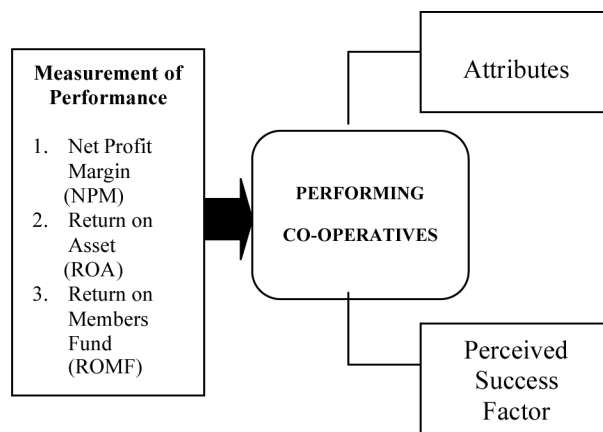 Measurement of
Performance
1. Net Profit
Margin
(NPM)
2. Return on
Asset
(ROA)
3. Return on
Members
Fund
(ROMF)
PERFORMING
CO-OPERATIVES
Attributes
Perceived
Success
Factor